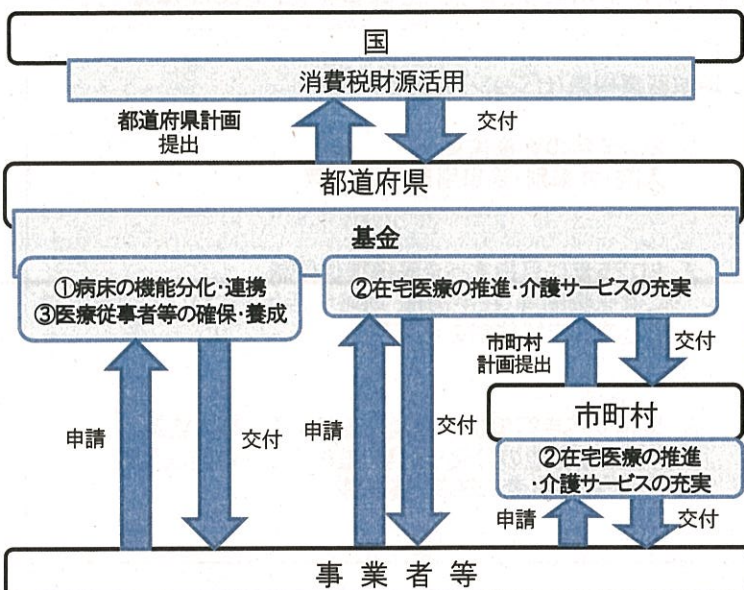 国
消費税財源活用
都道府県計画
提出
交付
都道府県
基金
①病床の機能分化・連携
③医療従事者等の確保・養成
②在宅医療の推進・介護サービスの充実
市町村
計画提出
交付
市町村
②在宅医療の推進
・介護サービスの充実
申請
交付
申請
交付
申請
交付
事業者等